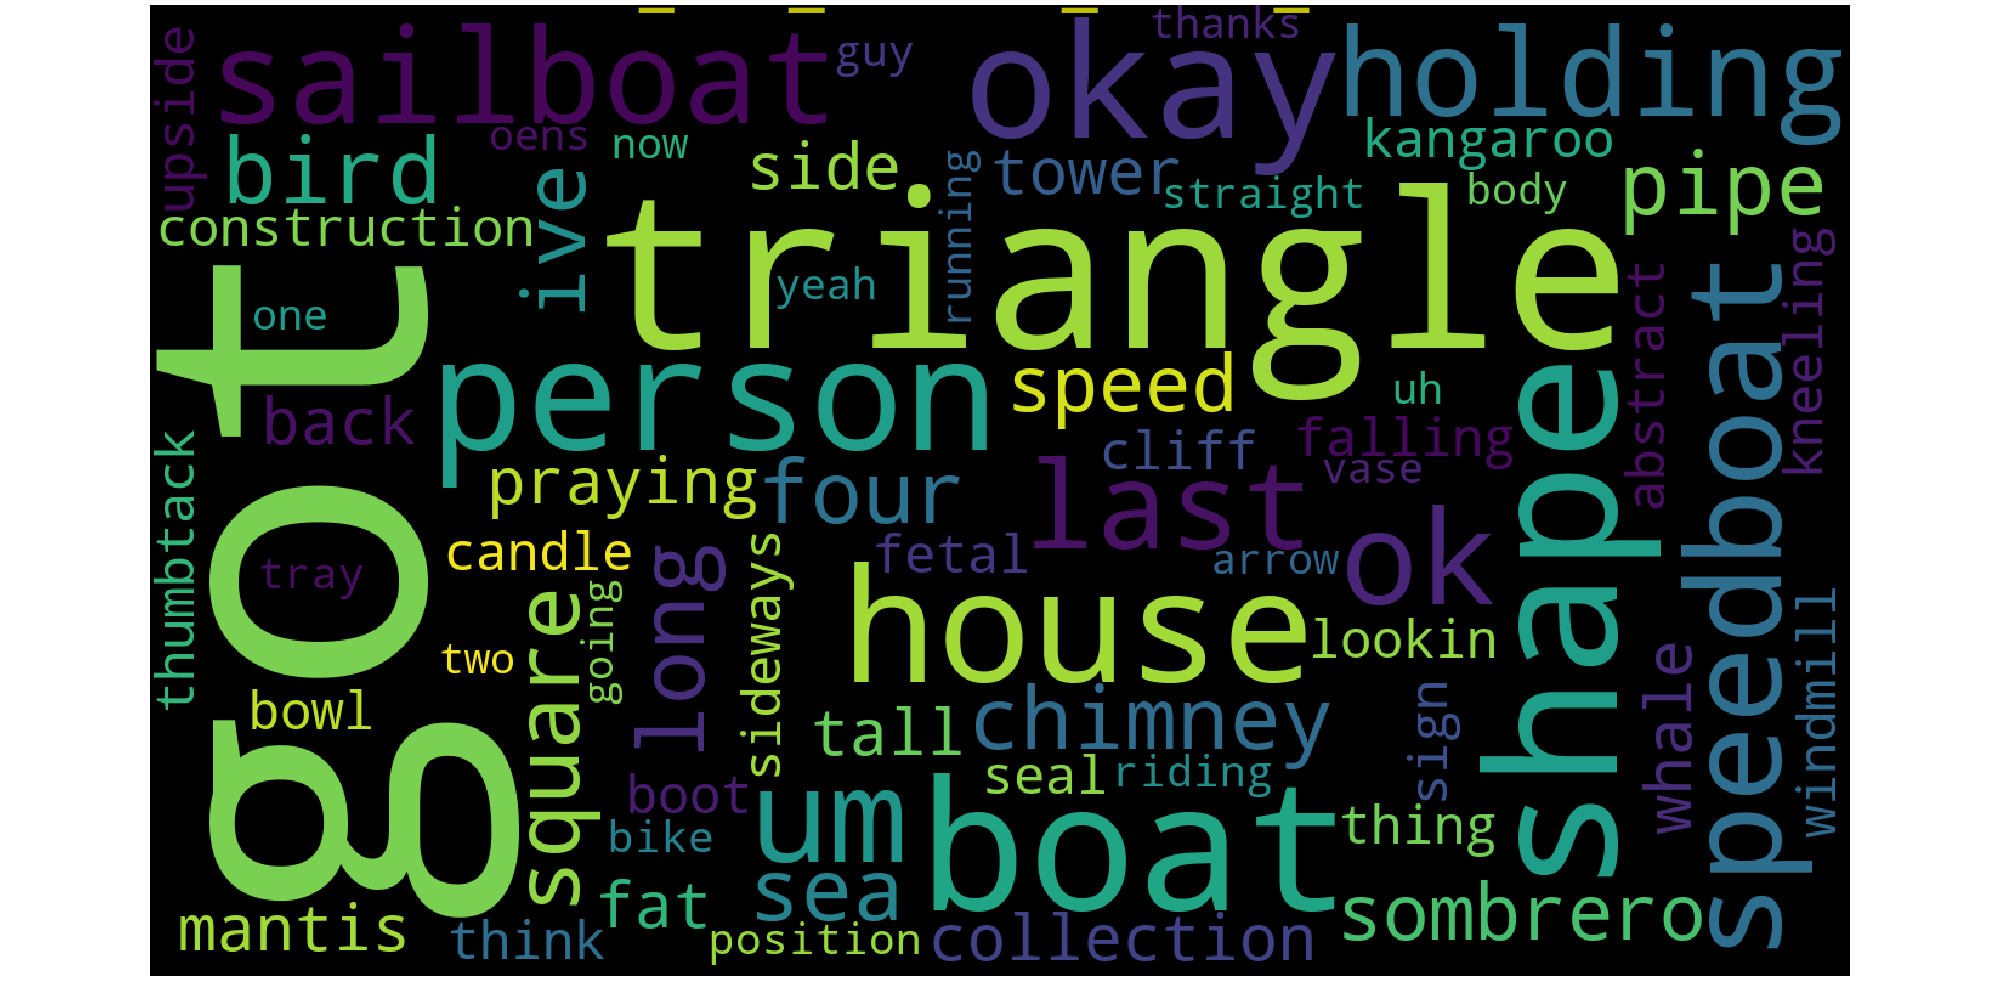 thanks
upside
sailboat
guy
okay
holding
oens
now
bird
side
running
tower
kangaroo
straight
body
pipe
construction
ive
triangle
yeah
one
got
person
speed
uh
shape
abstract
speedboat
kneeling
back
thumbtack
praying
four
cliff
falling
vase
last
candle
long
sideways
fetal
arrow
ok
tray
square
going
house
lookin
two
bowl
tall
chimney
sign
whale
windmill
boot
seal
riding
um
boat
thing
bike
fat
sea
sombrero
mantis
think
position
collection